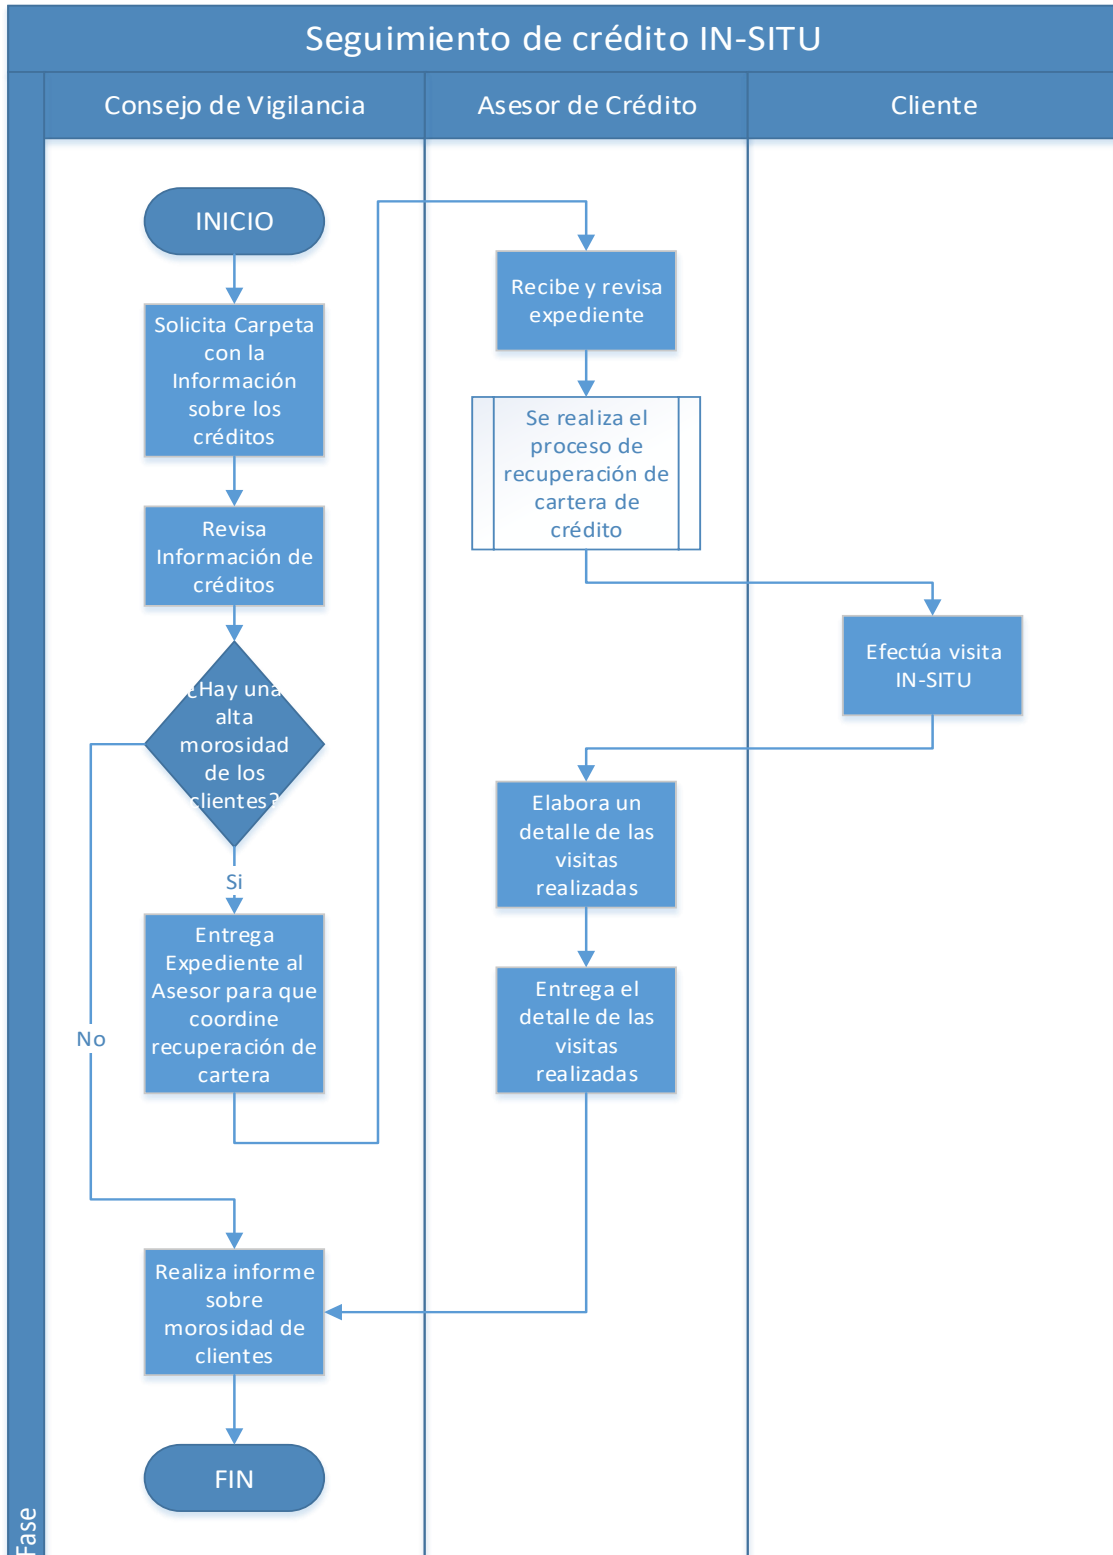 Seguimiento de crédito IN-SITU
Consejo de Vigilancia
Asesor de Crédito
Cliente
INICIO
Solicita Carpeta
con la
Información
sobre los
créditos
Revisa
Información de
créditos
¿Hay una
alta
morosidad
de los
clientes?
Si
No
Entrega
Expediente al
Asesor para que
coordine
recuperación de
cartera
Recibe y revisa
expediente
Se realiza el
proceso de
recuperación de
cartera de
crédito
Efectúa visita
IN-SITU
Elabora un
detalle de las
visitas
realizadas
Entrega el
detalle de las
visitas
realizadas
Realiza informe
sobre
morosidad de
clientes
FIN
Fase